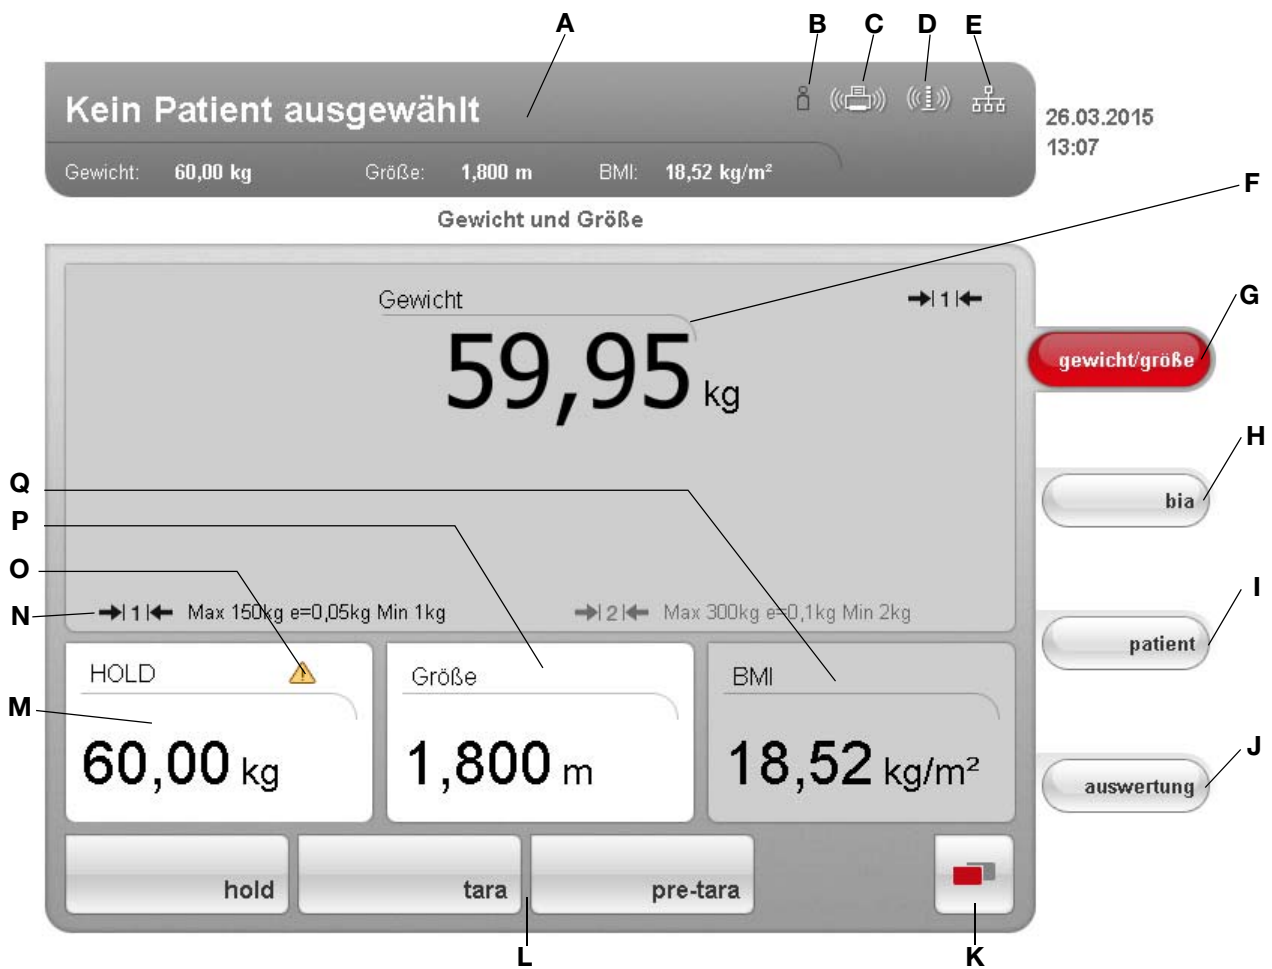 A
B C D E
Kein Patient ausgewählt
26.03.2015
13:07
Gewicht: 60,00 kg Größe: 1,800 m BMI: 18,52 kg/m²
F
Gewicht und Größe
Gewicht
→|1|←
G
59,95 kg
gewicht/größe
H
bia
Q
P
O
N
→|1|← Max 150kg e=0,05kg Min 1kg →|2|← Max 300kg e=0,1kg Min 2kg
I
patient
HOLD
Größe
BMI
M
60,00 kg
1,800 m
18,52 kg/m²
J
auswertung
hold
tara
pre-tara
L
K